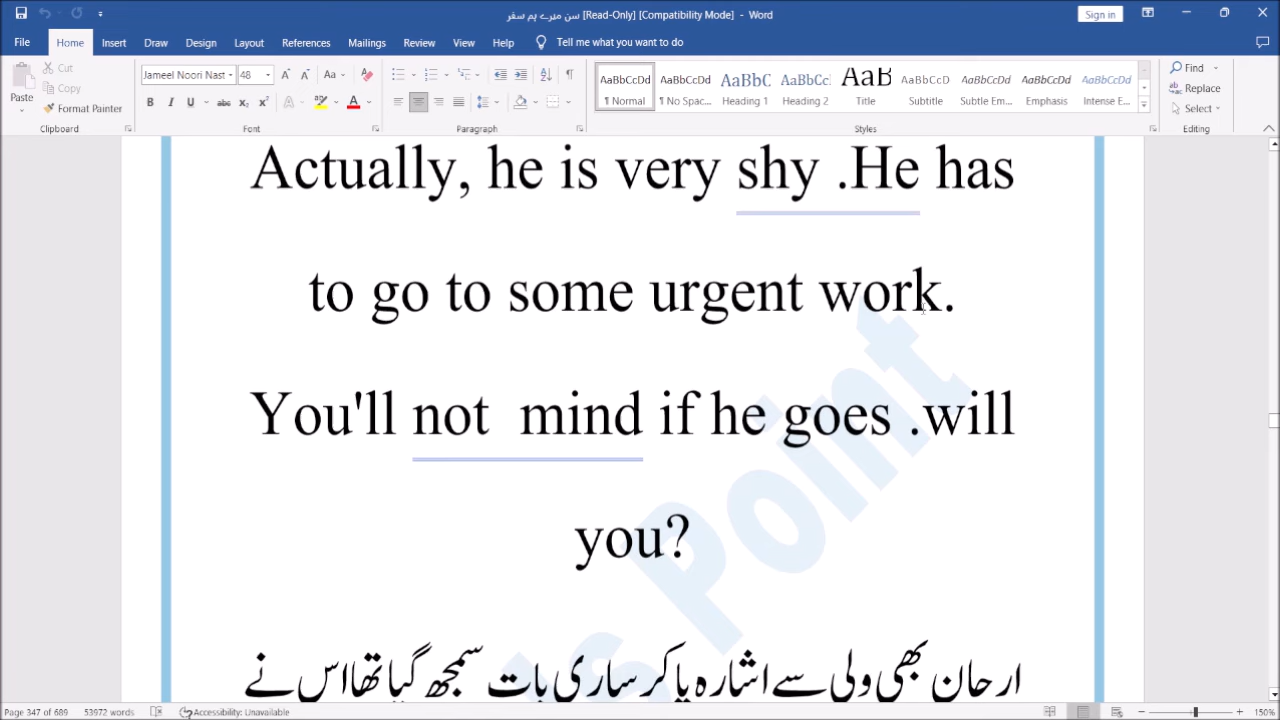 سن میرے ہم سفر [Read-Only] [Compatibility Mode] - Word
Sign in
File Home Insert Draw Design Layout References Mailings Review View Help Tell me what you want to do
Paste
Cut
Copy
Format Painter
Clipboard
Jameel Noori Nast 48
Font
Paragraph
AaBbCcDd AaBbCcDd AaBbC AaBbCc AaB AaBbCcD AaBbCcDd AaBbCcDd AaBbCcDd
¶ Normal ¶ No Spac... Heading 1 Heading 2 Title Subtitle Subtle Em... Emphasis Intense E...
Styles
Find
Replace
Select
Editing
Actually, he is very shy .He has
to go to some urgent work.
You'll not mind if he goes .will
you?
ارحان بھی ولی سے اشارہ پا کر ساری بات سمجھ گیا تھا اس نے
Point
Page 347 of 689 53972 words Accessibility: Unavailable 150%